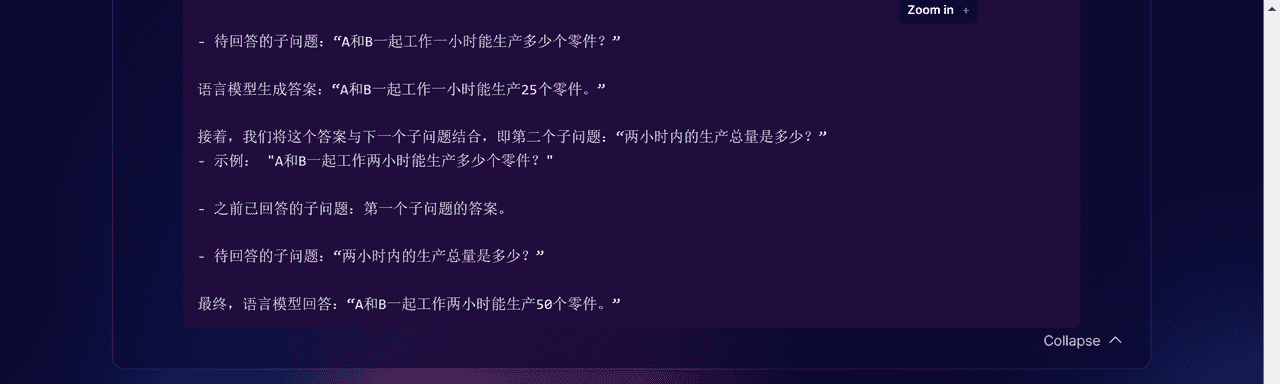 Zoom in +
- 待回答的子问题：“A和B一起工作一小时能生产多少个零件？”
语言模型生成答案：“A和B一起工作一小时能生产25个零件。”
接着，我们将这个答案与下一个子问题结合，即第二个子问题：“两小时内的生产总量是多少？”
- 示例： "A和B一起工作两小时能生产多少个零件？"
- 之前已回答的子问题：第一个子问题的答案。
- 待回答的子问题：“两小时内的生产总量是多少？”
最终，语言模型回答：“A和B一起工作两小时能生产50个零件。”
Collapse